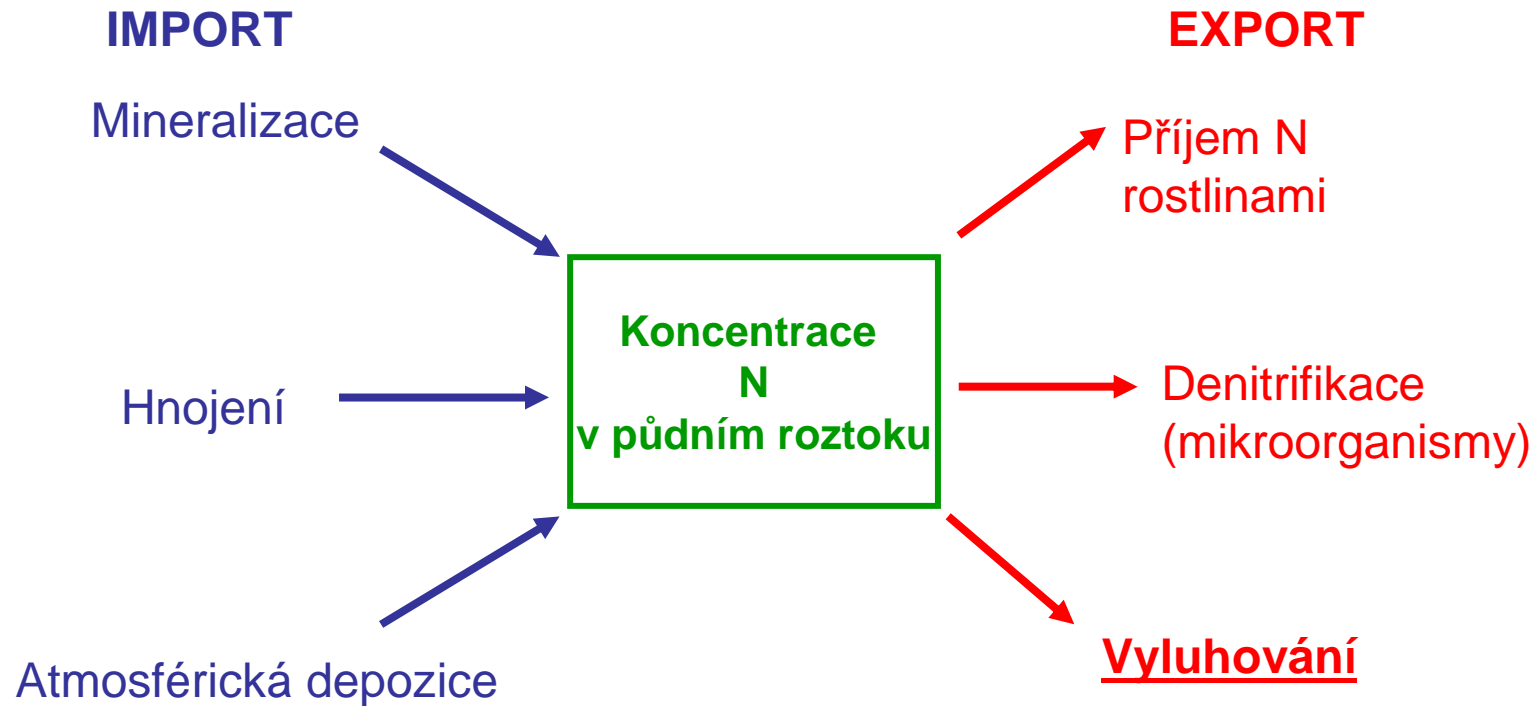 IMPORT
EXPORT
Mineralizace
Příjem N
rostlinami
Koncentrace
N
v půdním roztoku
Hnojení
Denitrifikace
(mikroorganismy)
Atmosférická depozice
Vyluhování